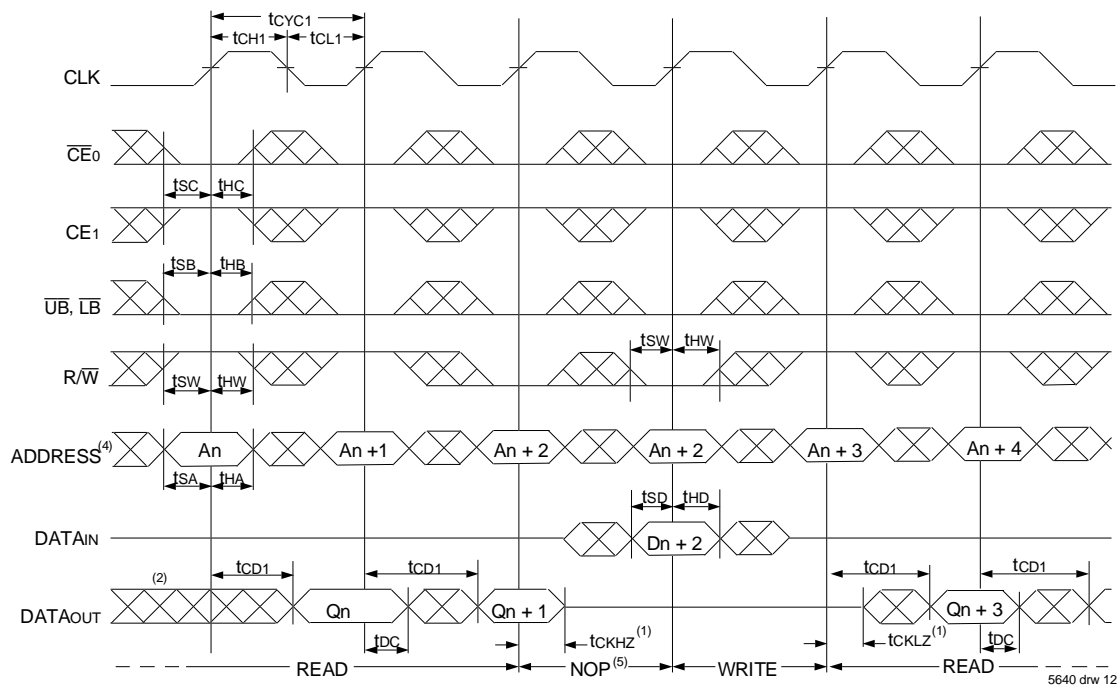 tCYC1
tCH1 tCL1
CLK
CE0
tSC tHC
CE1
tSB tHB
UB, LB
tSW tHW
R/W
tSW tHW
ADDRESS(4) An An +1 An + 2 An + 2 An + 3 An + 4
tSA tHA
tSD tHD
DATAIN Dn + 2
(2) tCD1 tCD1 tCD1 tCD1
DATAOUT Qn Qn + 1 Qn + 3
tDC tCKHZ(1) tCKLZ(1) tDC
READ NOP(5) WRITE READ
5640 drw 12